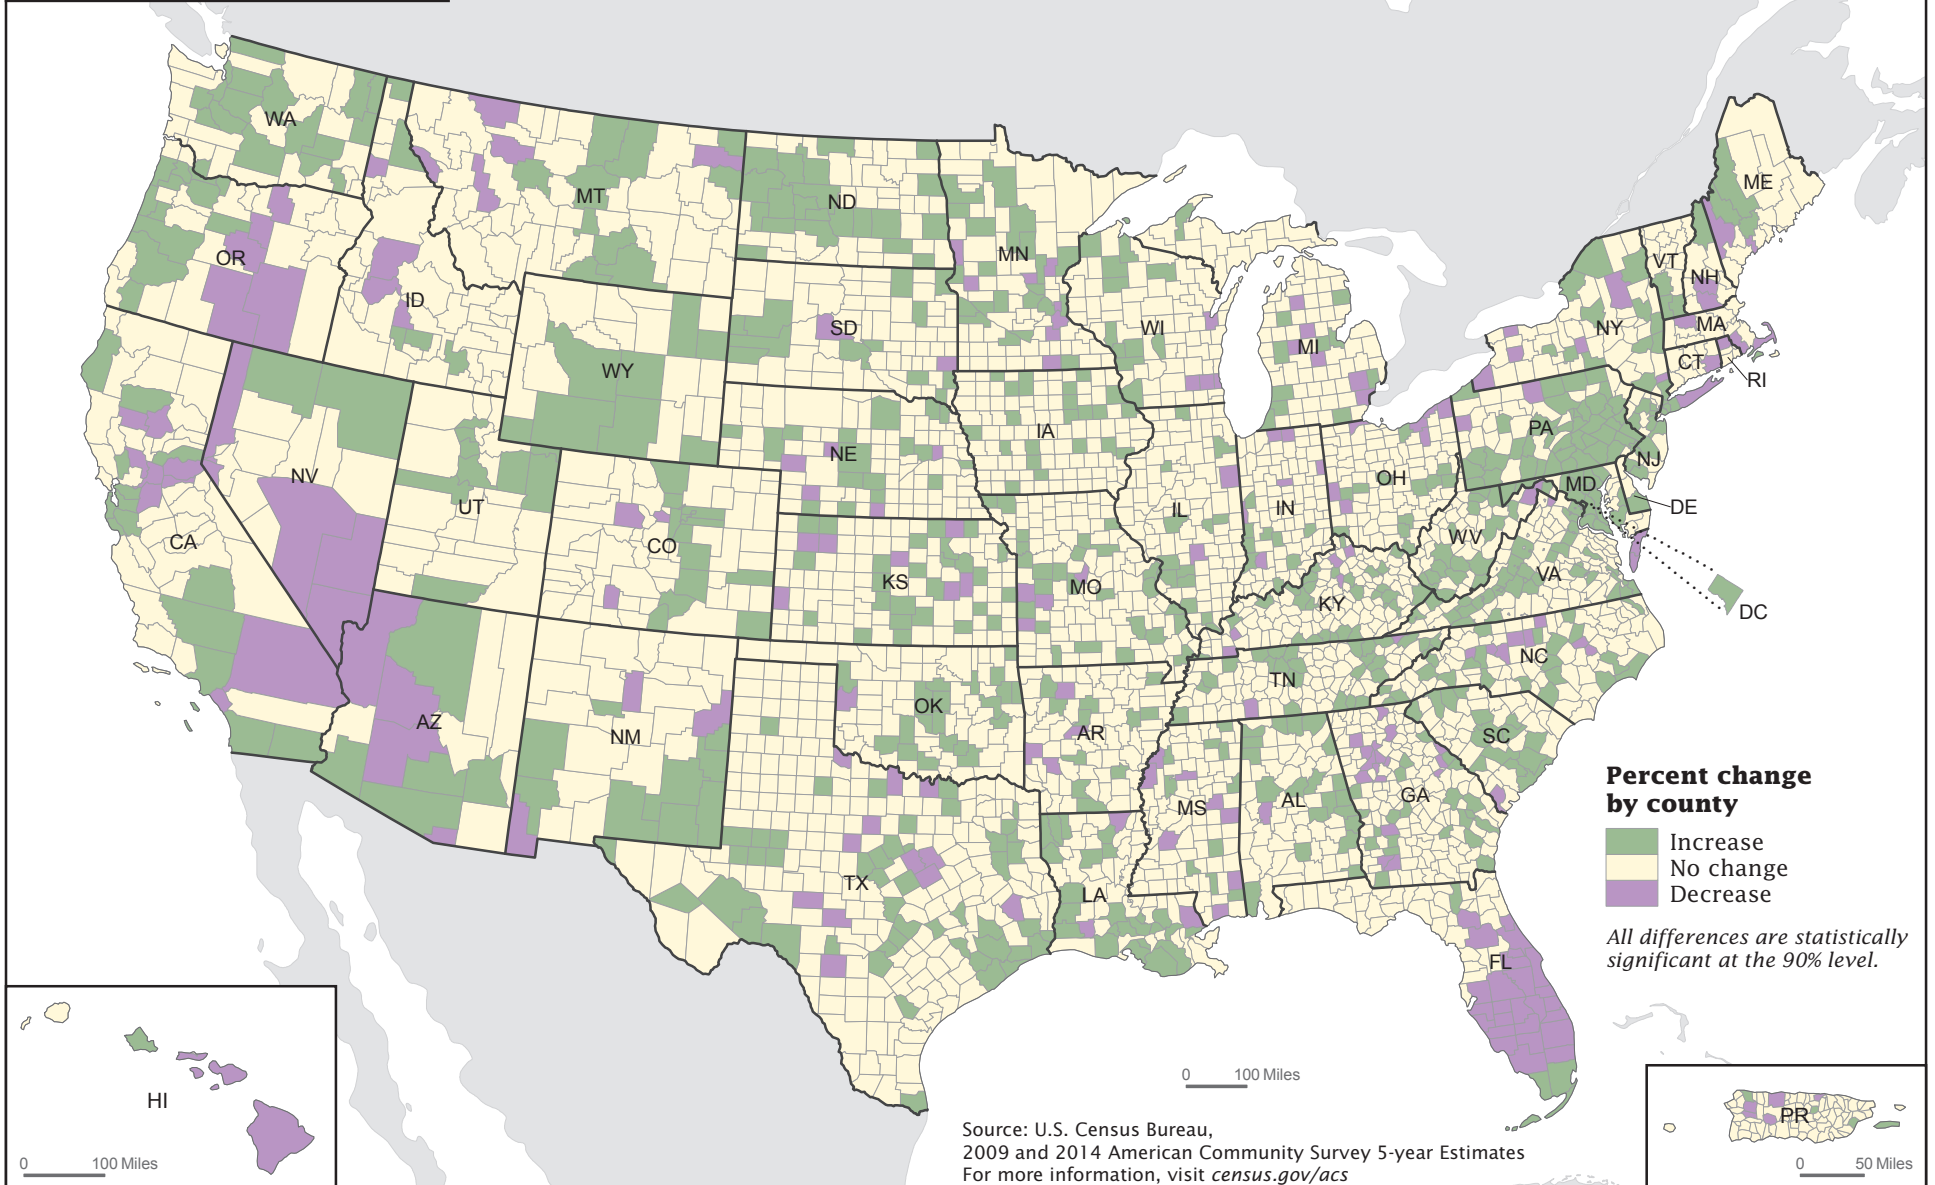 WA
MT
ND
MN
ME
OR
ID
SD
WI
MI
NY
VT
NH
MA
CT
RI
WY
NE
IA
PA
NJ
NV
UT
CO
KS
MO
IL
IN
OH
WV
MD
DE
VA
DC
CA
KY
AZ
NM
OK
AR
TN
NC
SC
TX
LA
MS
AL
GA
FL
Percent change
by county
Increase
No change
Decrease
All differences are statistically
significant at the 90% level.
HI
0 100 Miles
0 100 Miles
PR
0 50 Miles
Source: U.S. Census Bureau,
2009 and 2014 American Community Survey 5-year Estimates
For more information, visit census.gov/acs